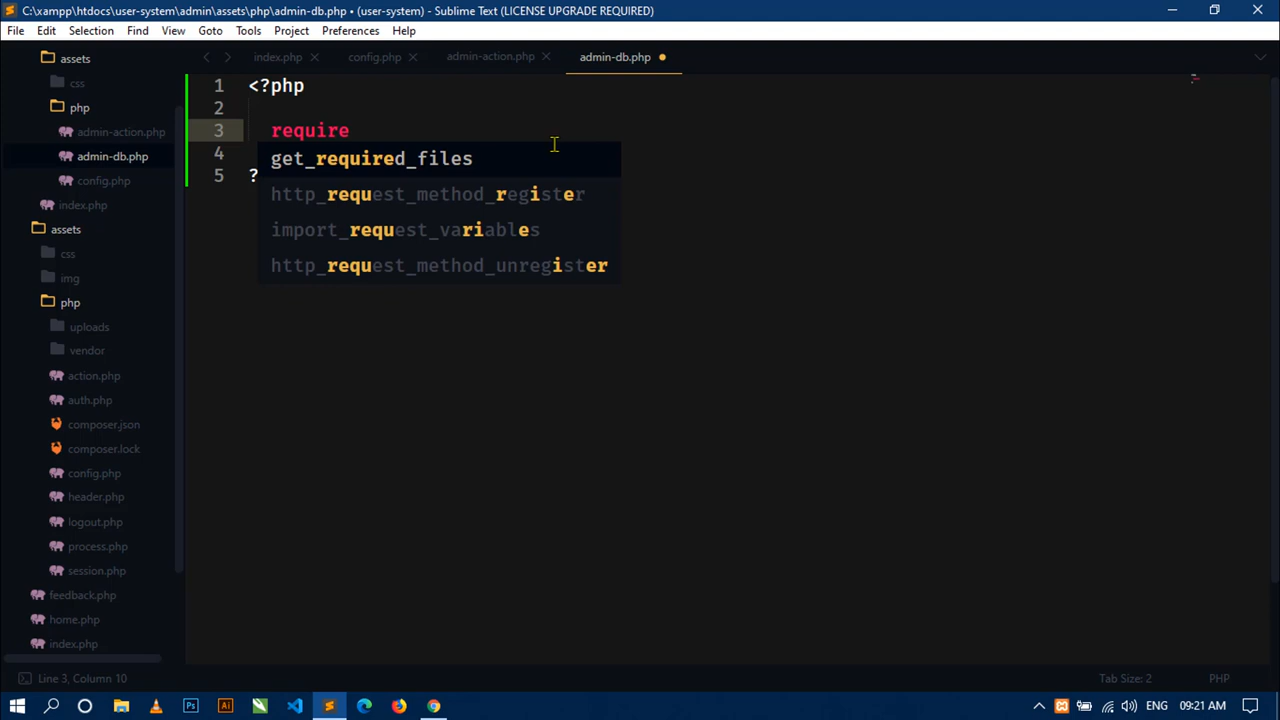 C:\xampp\htdocs\user-system\admin\assets\php\admin-db.php • (user-system) - Sublime Text (LICENSE UPGRADE REQUIRED)
File Edit Selection Find View Goto Tools Project Preferences Help
assets
css
php
admin-action.php
admin-db.php
config.php
index.php
assets
css
img
php
uploads
vendor
action.php
auth.php
composer.json
composer.lock
config.php
header.php
logout.php
process.php
session.php
feedback.php
home.php
index.php
index.php config.php admin-action.php admin-db.php
1 <?php
2
3 require
4
5 ?
get_required_files
http_request_method_register
import_request_variables
http_request_method_unregister
Line 3, Column 10 Tab Size: 2 PHP
Ps Ai ENG 09:21 AM